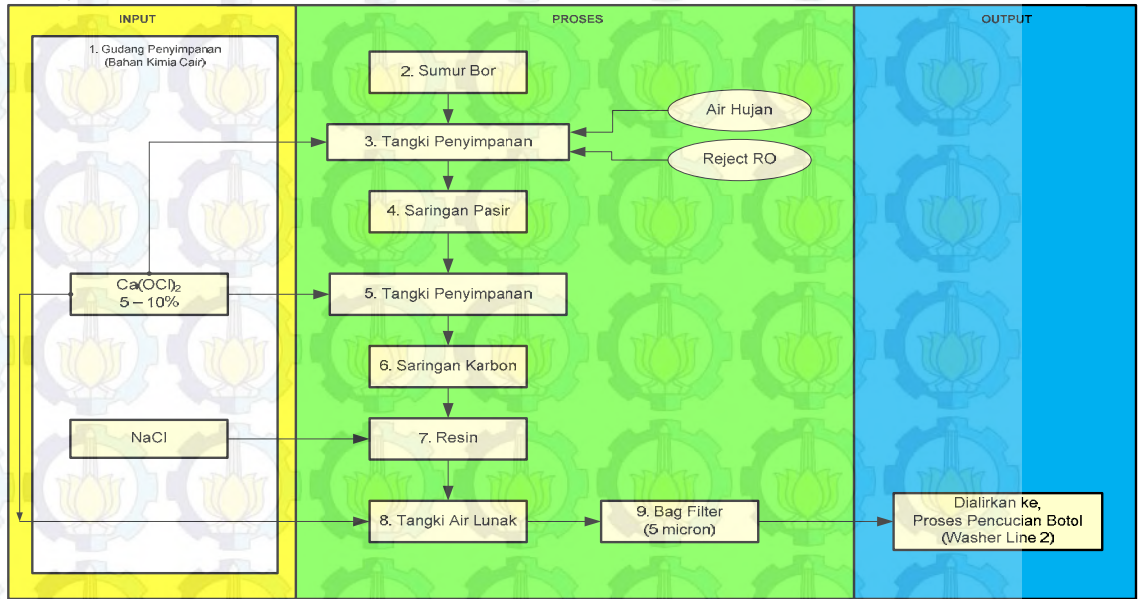 INPUT
PROSES
OUTPUT
1. Gudang Penyimpanan
(Bahan Kimia Cair)
2. Sumur Bor
Air Hujan
3. Tangki Penyimpanan
Reject RO
4. Saringan Pasir
Ca(OCl)₂
5 – 10%
5. Tangki Penyimpanan
6. Saringan Karbon
NaCl
7. Resin
8. Tangki Air Lunak
9. Bag Filter
(5 micron)
Dialirkan ke,
Proses Pencucian Botol
(Washer Line 2)